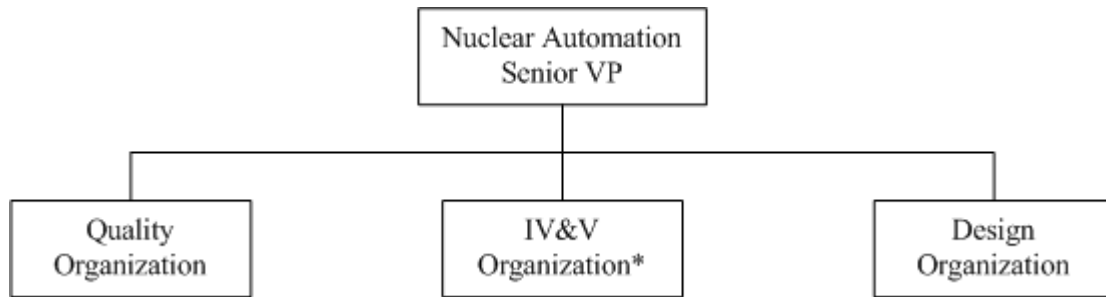 Nuclear Automation
Senior VP
Quality
Organization
IV&V
Organization*
Design
Organization